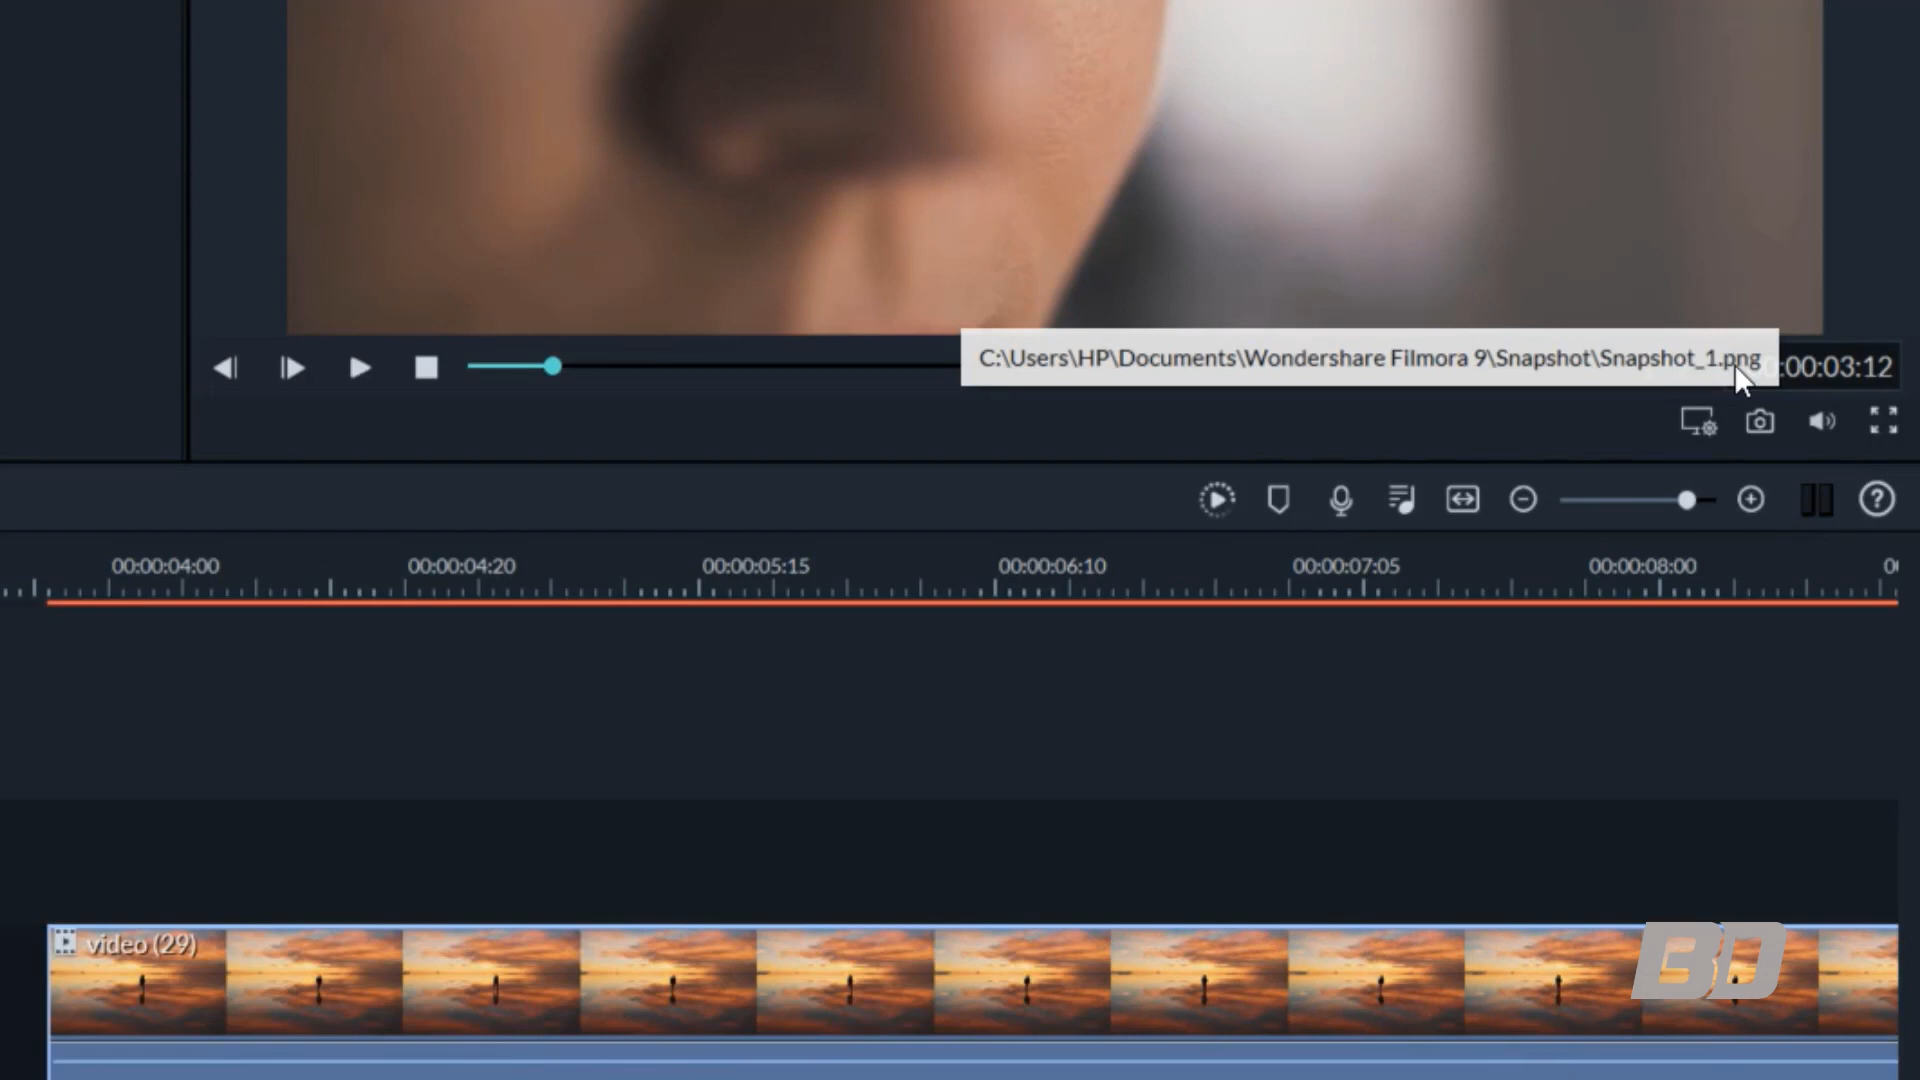 C:\Users\HP\Documents\Wondershare Filmora 9\Snapshot\Snapshot_1.png
:00:03:12
00:00:04:00
00:00:04:20
00:00:05:15
00:00:06:10
00:00:07:05
00:00:08:00
video (29)
BD